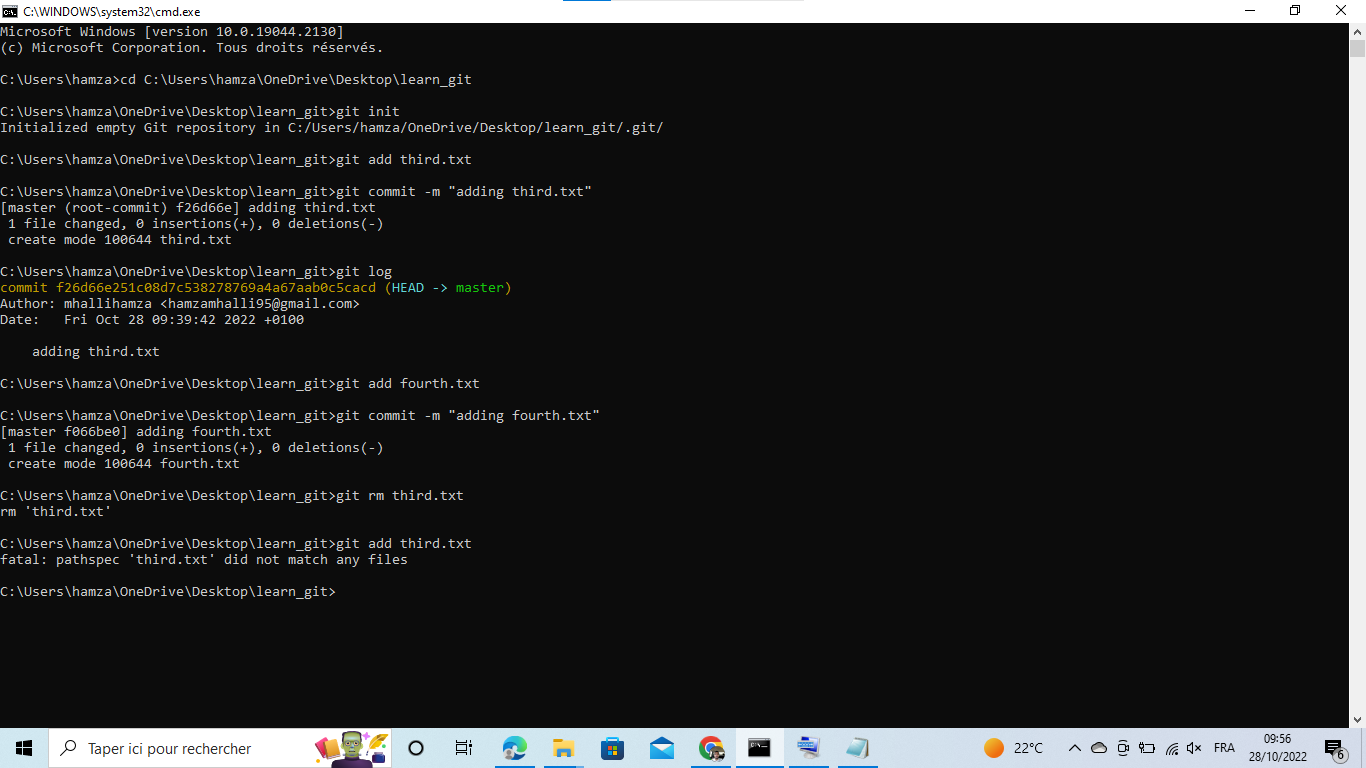 C:\WINDOWS\system32\cmd.exe
Microsoft Windows [version 10.0.19044.2130]
(c) Microsoft Corporation. Tous droits réservés.
C:\Users\hamza>cd C:\Users\hamza\OneDrive\Desktop\learn_git
C:\Users\hamza\OneDrive\Desktop\learn_git>git init
Initialized empty Git repository in C:/Users/hamza/OneDrive/Desktop/learn_git/.git/
C:\Users\hamza\OneDrive\Desktop\learn_git>git add third.txt
C:\Users\hamza\OneDrive\Desktop\learn_git>git commit -m "adding third.txt"
[master (root-commit) f26d66e] adding third.txt
 1 file changed, 0 insertions(+), 0 deletions(-)
 create mode 100644 third.txt
C:\Users\hamza\OneDrive\Desktop\learn_git>git log
commit f26d66e251c08d7c538278769a4a67aab0c5cacd (HEAD -> master)
Author: mhallihamza <hamzamhalli95@gmail.com>
Date:   Fri Oct 28 09:39:42 2022 +0100
    adding third.txt
C:\Users\hamza\OneDrive\Desktop\learn_git>git add fourth.txt
C:\Users\hamza\OneDrive\Desktop\learn_git>git commit -m "adding fourth.txt"
[master f066be0] adding fourth.txt
 1 file changed, 0 insertions(+), 0 deletions(-)
 create mode 100644 fourth.txt
C:\Users\hamza\OneDrive\Desktop\learn_git>git rm third.txt
rm 'third.txt'
C:\Users\hamza\OneDrive\Desktop\learn_git>git add third.txt
fatal: pathspec 'third.txt' did not match any files
C:\Users\hamza\OneDrive\Desktop\learn_git>
Taper ici pour rechercher
22°C
FRA
09:56
28/10/2022
6